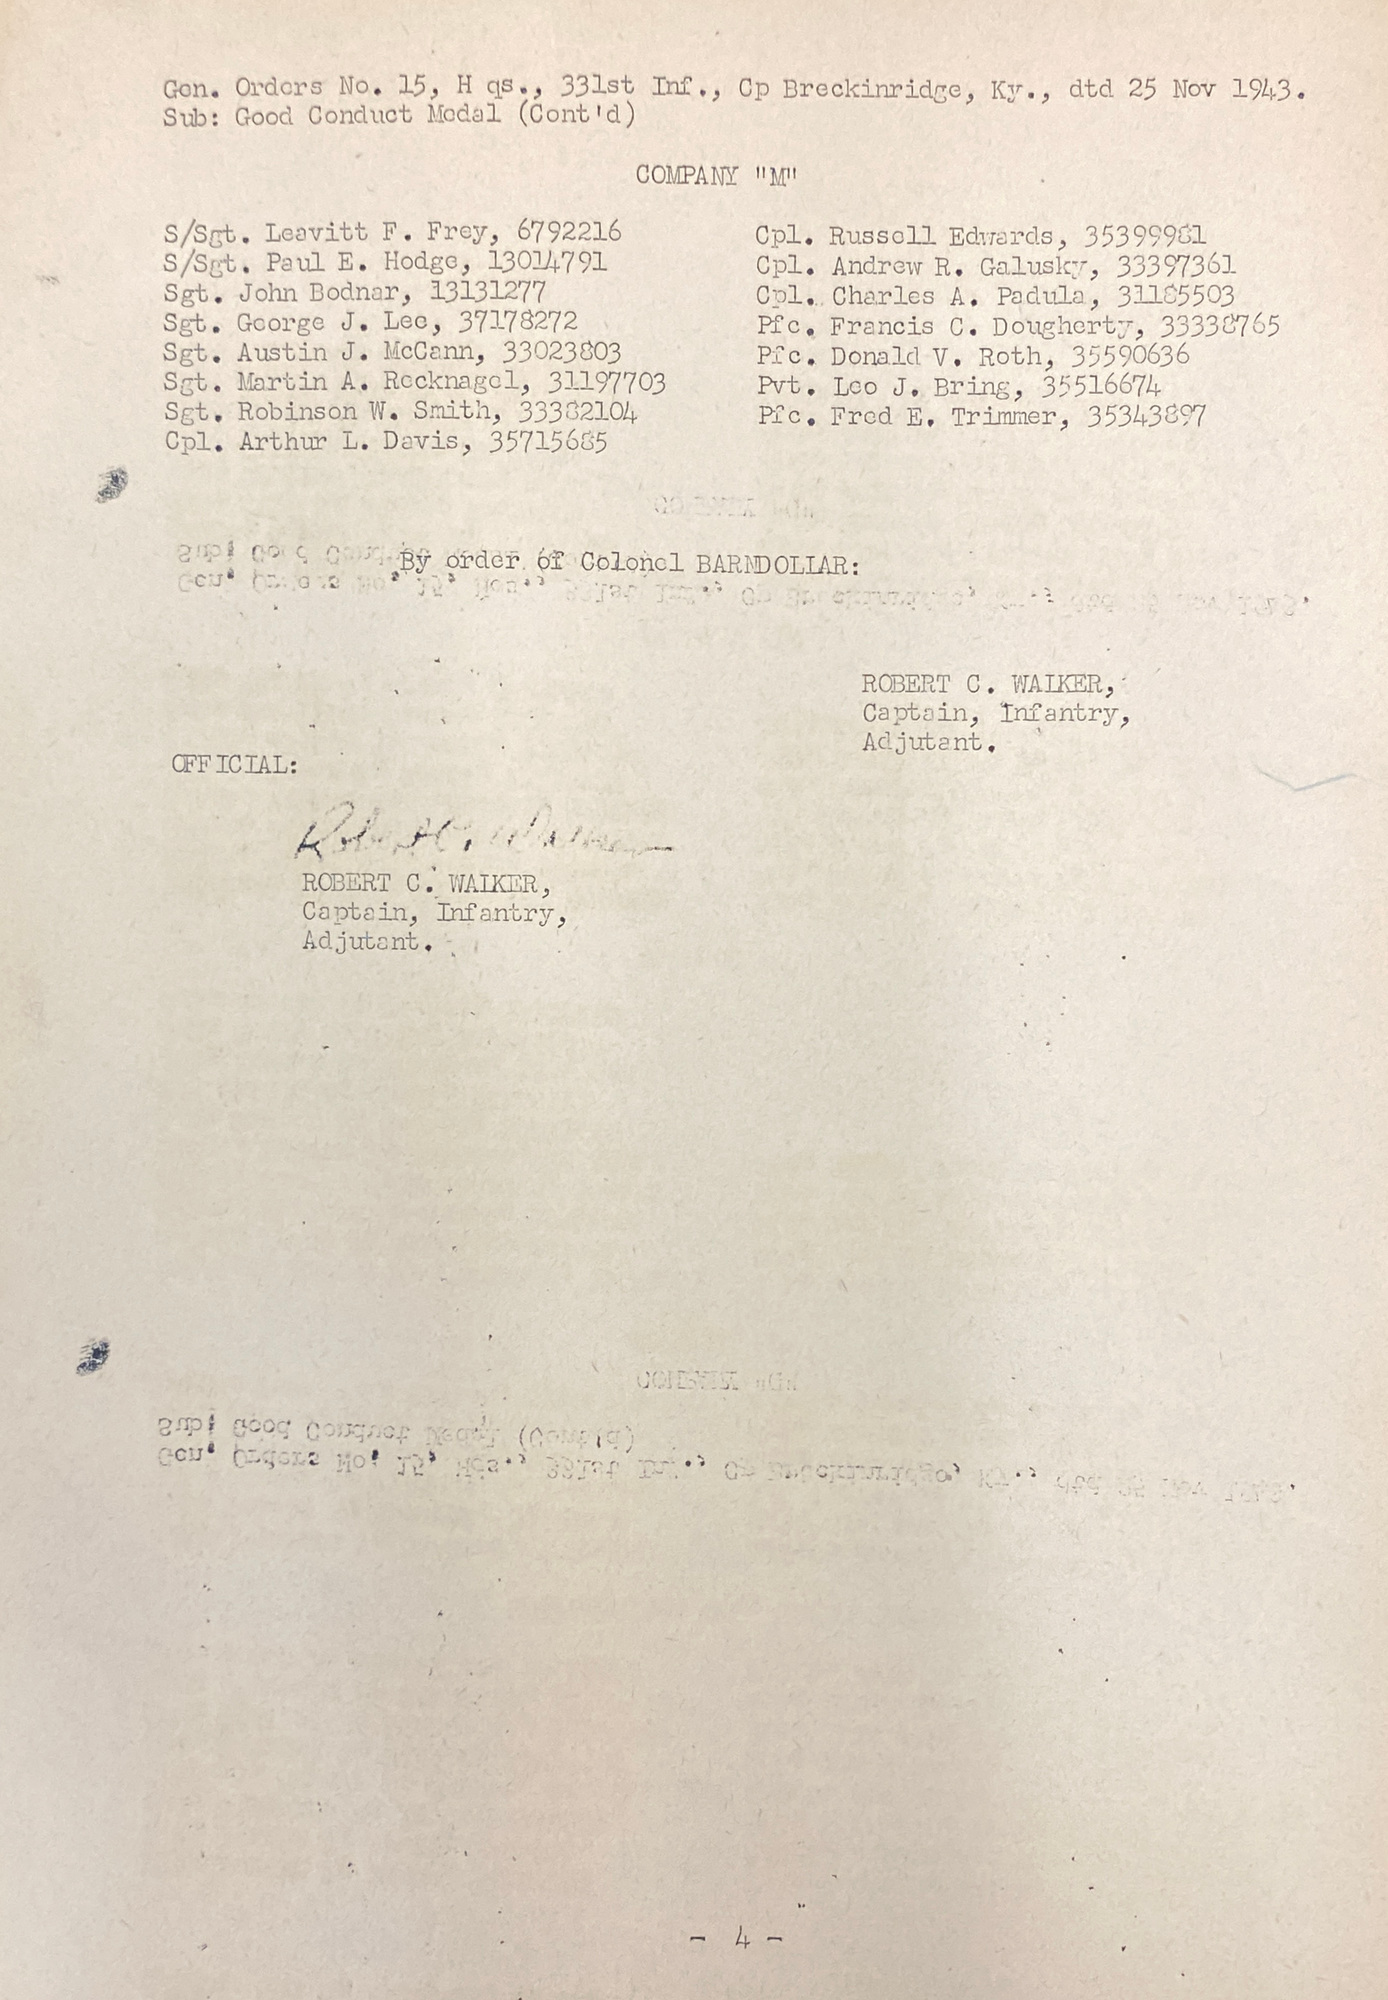 Gen. Orders No. 15, H qs., 331st Inf., Cp Breckinridge, Ky., dtd 25 Nov 1943.
Sub: Good Conduct Medal (Cont'd)
COMPANY "M"
S/Sgt. Leavitt F. Frey, 6792216
S/Sgt. Paul E. Hodge, 13014791
Sgt. John Bodnar, 13131277
Sgt. George J. Lee, 37178272
Sgt. Austin J. McCann, 33023803
Sgt. Martin A. Recknagel, 31197703
Sgt. Robinson W. Smith, 33382104
Cpl. Arthur L. Davis, 35715685
Cpl. Russell Edwards, 35399981
Cpl. Andrew R. Galusky, 33397361
Cpl. Charles A. Padula, 31185503
Pfc. Francis C. Dougherty, 33338765
Pfc. Donald V. Roth, 35590636
Pvt. Leo J. Bring, 35516674
Pfc. Fred E. Trimmer, 35343897
By order of Colonel BARNDOLLAR:
ROBERT C. WALKER,
Captain, Infantry,
Adjutant.
OFFICIAL:
Robert C. Walker
ROBERT C. WALKER,
Captain, Infantry,
Adjutant.
- 4 -